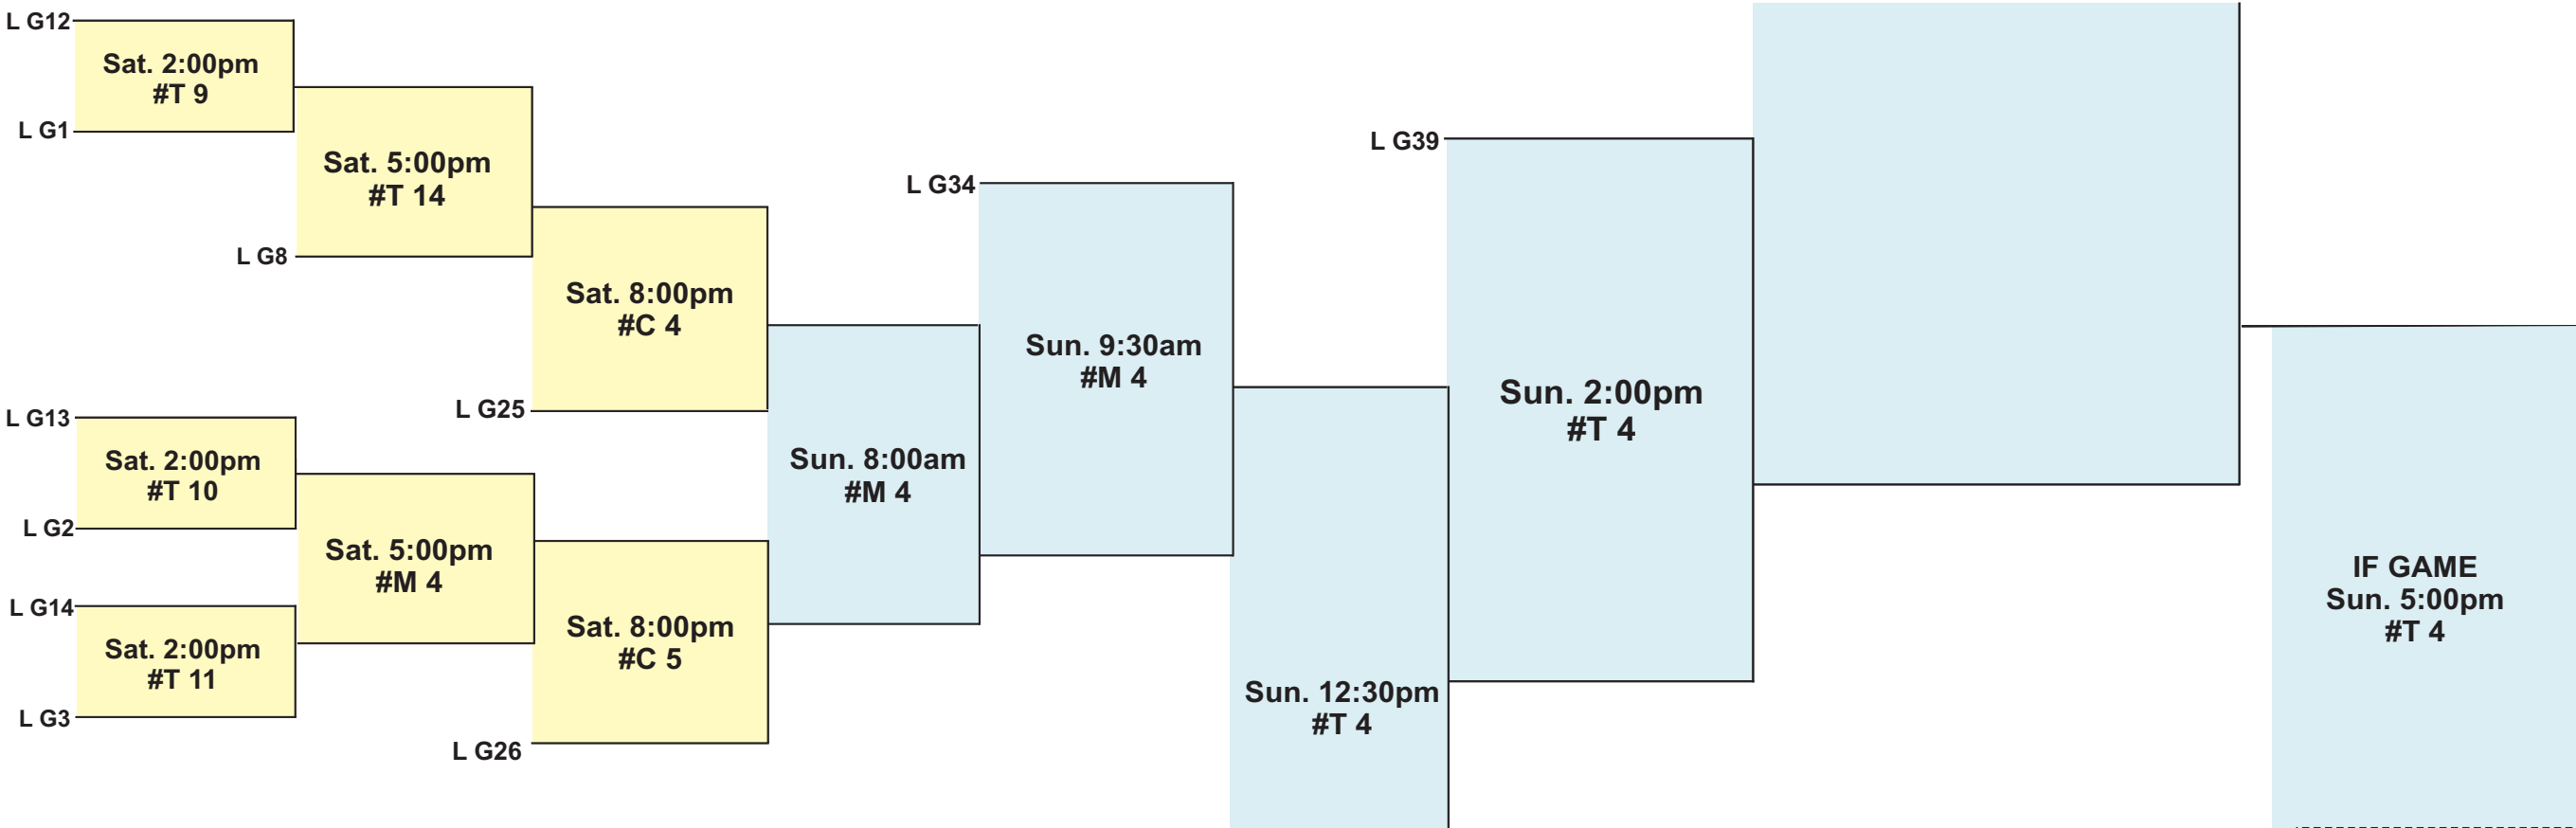 L G12
Sat. 2:00pm
#T 9
L G1
Sat. 5:00pm
#T 14
L G8
Sat. 8:00pm
#C 4
L G25
L G13
Sat. 2:00pm
#T 10
L G2
Sat. 5:00pm
#M 4
L G14
Sat. 2:00pm
#T 11
L G3
Sat. 8:00pm
#C 5
L G26
Sun. 8:00am
#M 4
L G34
Sun. 9:30am
#M 4
Sun. 12:30pm
#T 4
L G39
Sun. 2:00pm
#T 4
IF GAME
Sun. 5:00pm
#T 4